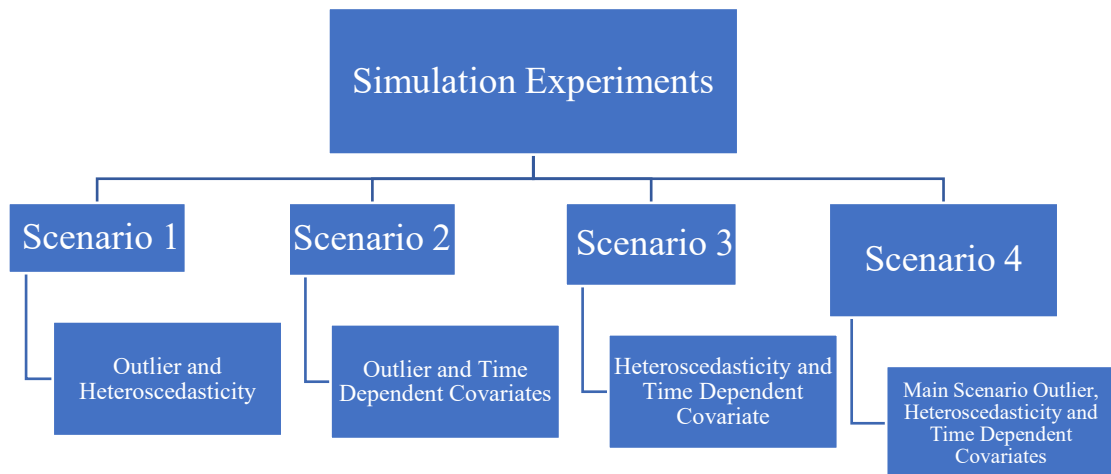 Simulation Experiments
Scenario 1
Scenario 2
Scenario 3
Scenario 4
Outlier and
Heteroscedasticity
Outlier and Time
Dependent Covariates
Heteroscedasticity and
Time Dependent
Covariate
Main Scenario Outlier,
Heteroscedasticity and
Time Dependent
Covariates